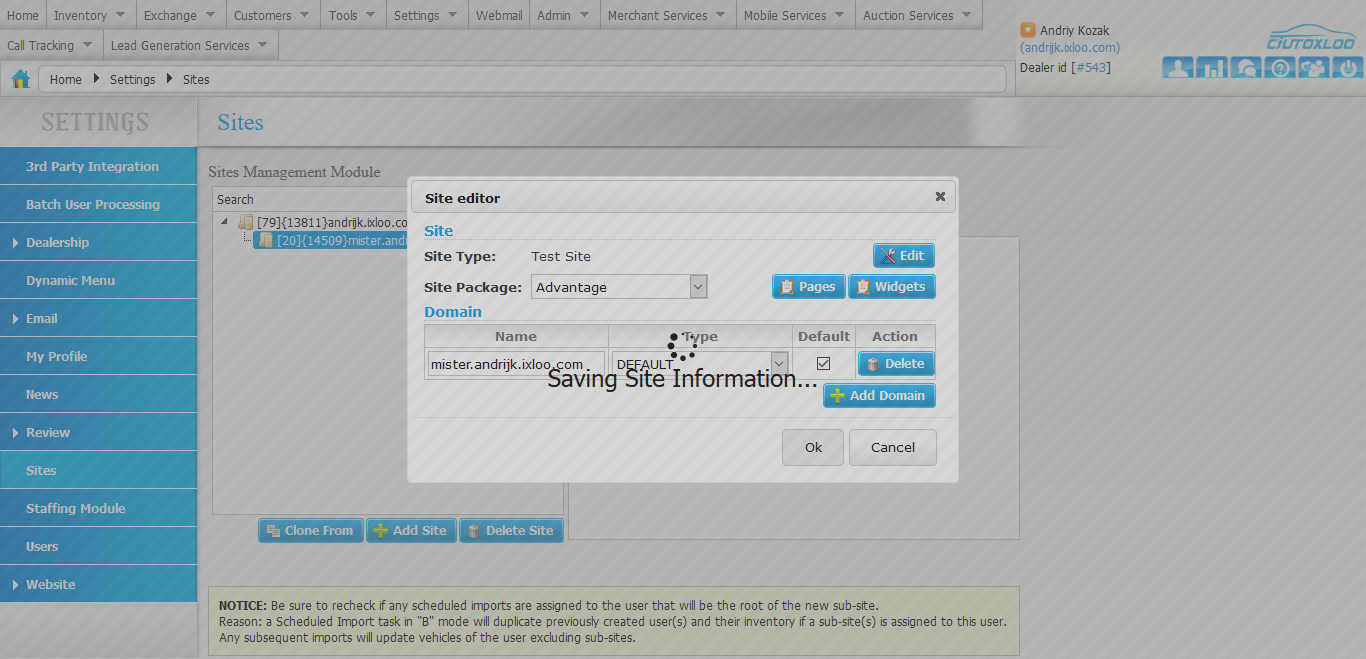 Home Inventory Exchange Customers Tools Settings Webmail Admin Merchant Services Mobile Services Auction Services
Call Tracking Lead Generation Services
Andriy Kozak
(andrijk.ixloo.com)
Dealer id [#543]
AUTOXLOO
Home Settings Sites
SETTINGS
Sites
3rd Party Integration
Batch User Processing
Dealership
Dynamic Menu
Email
My Profile
News
Review
Sites
Staffing Module
Users
Website
Sites Management Module
Search
[79]{13811}andrijk.ixloo.co
[20]{14509}mister.andri
Site editor
Site
Site Type: Test Site Edit
Site Package: Advantage Pages Widgets
Domain
Name Type Default Action
mister.andrijk.ixloo.com DEFAULT Delete
Saving Site Information...
Add Domain
Ok Cancel
Clone From Add Site Delete Site
NOTICE: Be sure to recheck if any scheduled imports are assigned to the user that will be the root of the new sub-site.
Reason: a Scheduled Import task in "B" mode will duplicate previously created user(s) and their inventory if a sub-site(s) is assigned to this user.
Any subsequent imports will update vehicles of the user excluding sub-sites.